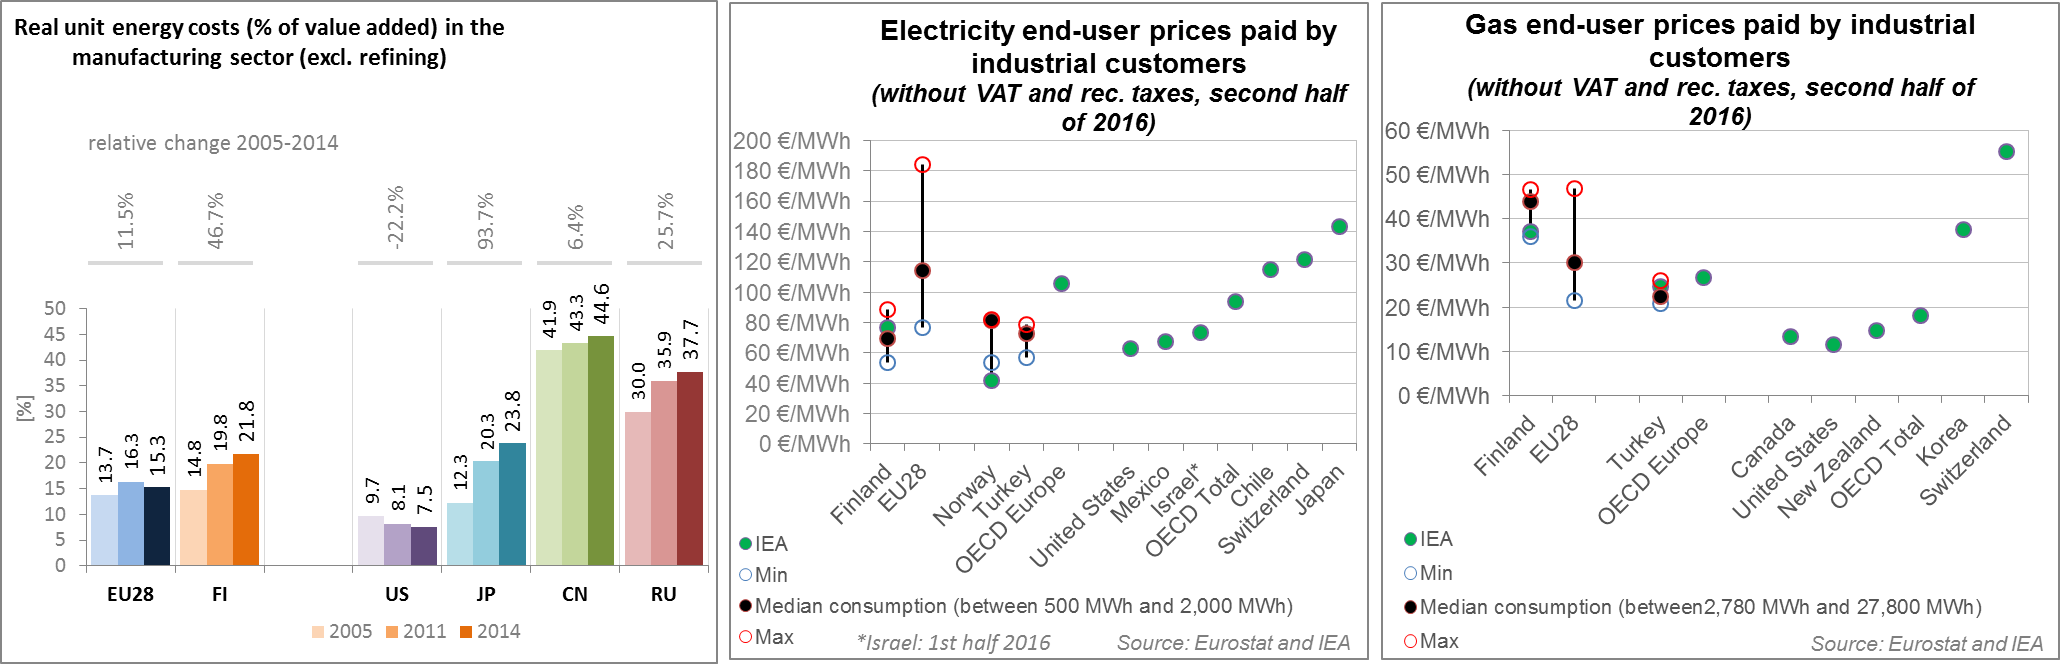 Real unit energy costs (% of value added) in the
manufacturing sector (excl. refining)
relative change 2005-2014
11.5%
46.7%
-22.2%
93.7%
6.4%
25.7%
[%]
50
45
40
35
30
25
20
15
10
5
0
13.7
16.3
15.3
14.8
19.8
21.8
9.7
8.1
7.5
12.3
20.3
23.8
41.9
43.3
44.6
30.0
35.9
37.7
EU28
FI
US
JP
CN
RU
2005
2011
2014
Electricity end-user prices paid by
industrial customers
(without VAT and rec. taxes, second half
of 2016)
200 €/MWh
180 €/MWh
160 €/MWh
140 €/MWh
120 €/MWh
100 €/MWh
80 €/MWh
60 €/MWh
40 €/MWh
20 €/MWh
0 €/MWh
Finland
EU28
Norway
Turkey
OECD Europe
United States
Mexico
Israel*
OECD Total
Chile
Switzerland
Japan
IEA
Min
Median consumption (between 500 MWh and 2,000 MWh)
Max
*Israel: 1st half 2016
Source: Eurostat and IEA
Gas end-user prices paid by industrial
customers
(without VAT and rec. taxes, second half of
2016)
60 €/MWh
50 €/MWh
40 €/MWh
30 €/MWh
20 €/MWh
10 €/MWh
0 €/MWh
Finland
EU28
Turkey
OECD Europe
Canada
United States
New Zealand
OECD Total
Korea
Switzerland
IEA
Min
Median consumption (between2,780 MWh and 27,800 MWh)
Max
Source: Eurostat and IEA